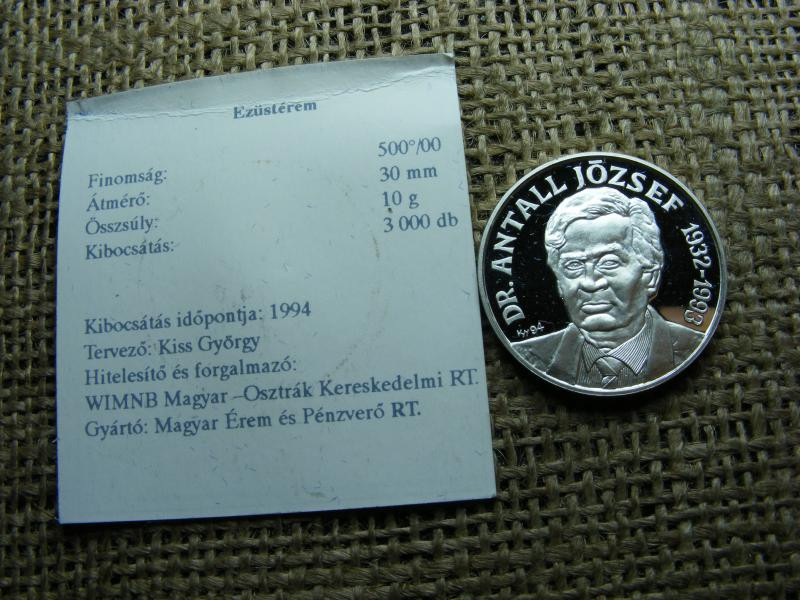 Ezüstérem
Finomság: 500°/00
Átmérő: 30 mm
Összsúly: 10 g
Kibocsátás: 3 000 db
Kibocsátás időpontja: 1994
Tervező: Kiss György
Hitelesítő és forgalmazó:
WIMNB Magyar –Osztrák Kereskedelmi RT.
Gyártó: Magyar Érem és Pénzverő RT.
DR. ANTALL JÓZSEF 1932-1993